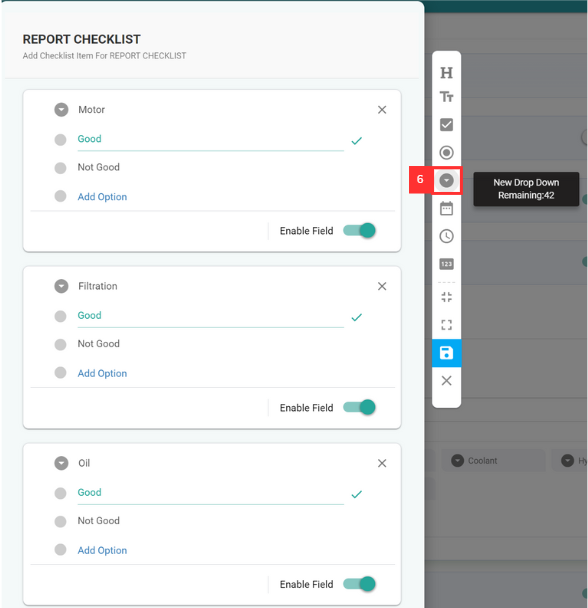 REPORT CHECKLIST
Add Checklist Item For REPORT CHECKLIST
Motor
Good
Not Good
Add Option
Enable Field
Filtration
Good
Not Good
Add Option
Enable Field
Oil
Good
Not Good
Add Option
Enable Field
H
TT
6
New Drop Down
Remaining:42
123
Coolant
Hy